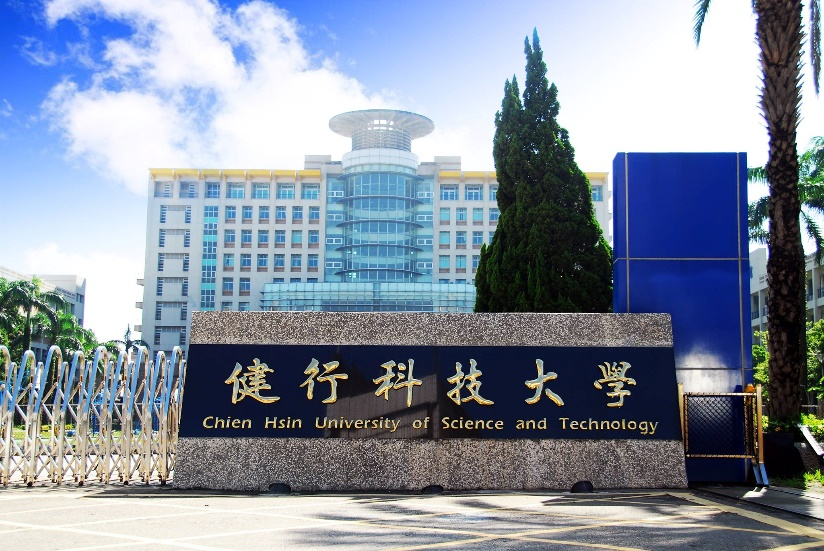 健行科技大學
Chien Hsin University of Science and Technology